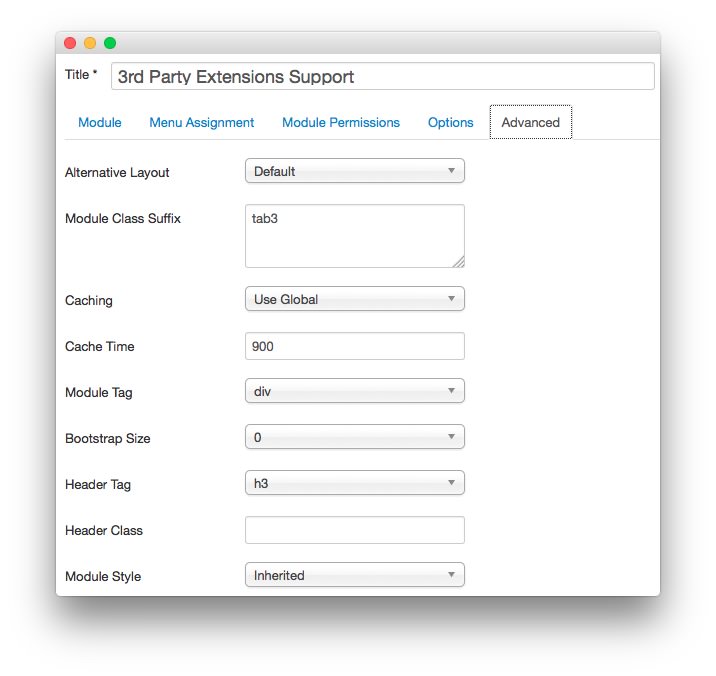 Title * 3rd Party Extensions Support
Module Menu Assignment Module Permissions Options Advanced
Alternative Layout Default
Module Class Suffix tab3
Caching Use Global
Cache Time 900
Module Tag div
Bootstrap Size 0
Header Tag h3
Header Class
Module Style Inherited